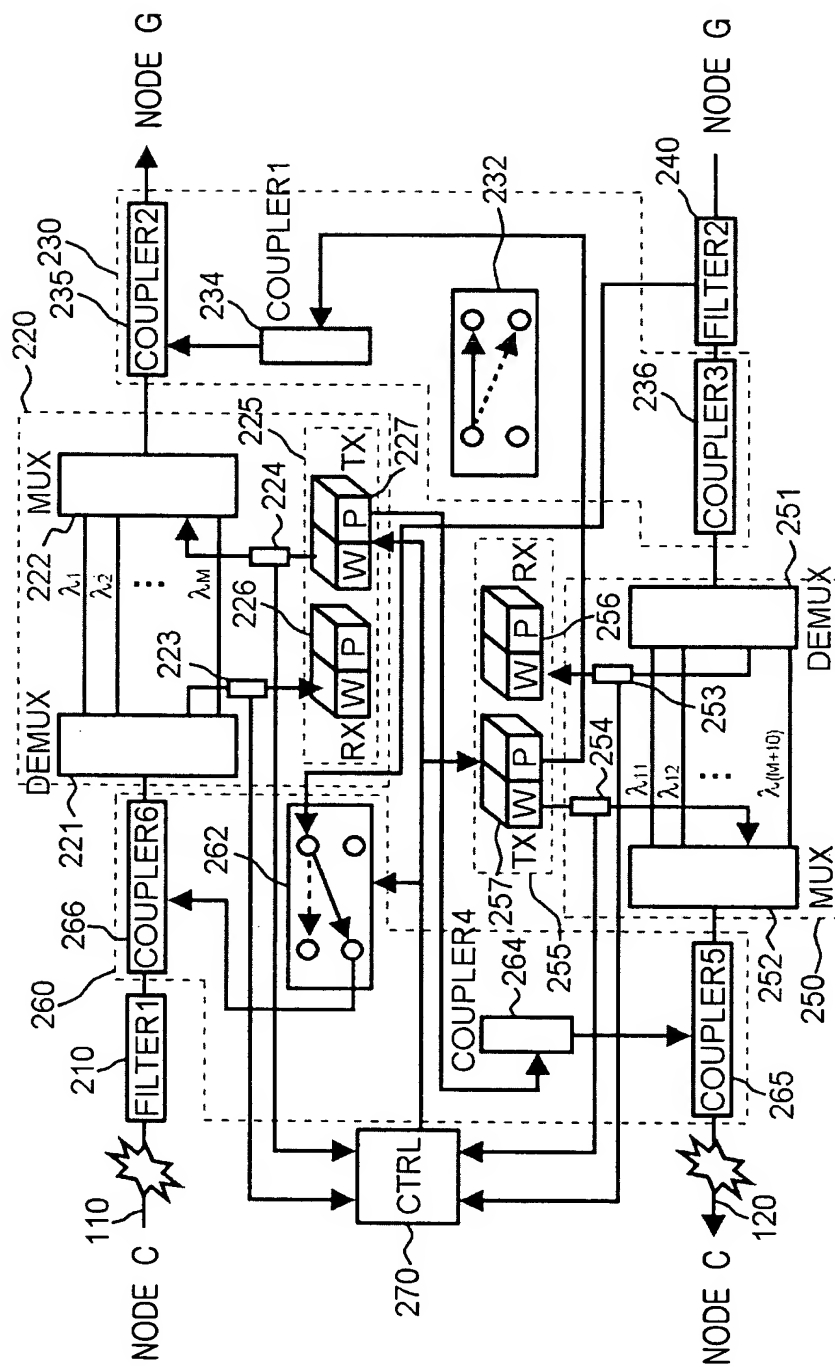 NODE C
110
210
FILTER1
260
266
COUPLER6
221
DEMUX
222
MUX
λ1
λ2
⋮
λM
220
235
230
COUPLER2
NODE G
223
226
224
225
W P
RX
W P
TX
227
262
COUPLER1
234
232
CTRL
270
COUPLER4
264
257
W P
TX
W P
RX
256
255
254
253
λ11
λ12
⋮
λ(M+10)
MUX
252
250
DEMUX
251
236
COUPLER3
240
FILTER2
NODE G
COUPLER5
265
120
NODE C